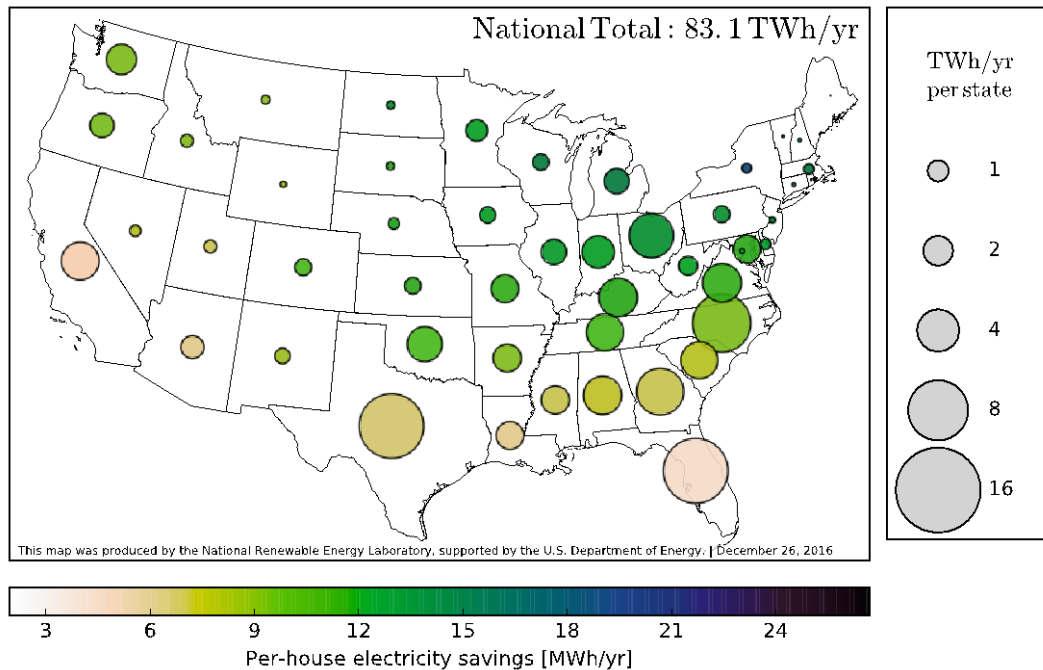 National Total: 83.1 TWh/yr
TWh/yr
per state
1
2
4
8
16
This map was produced by the National Renewable Energy Laboratory, supported by the U.S. Department of Energy. | December 26, 2016
3 6 9 12 15 18 21 24
Per-house electricity savings [MWh/yr]